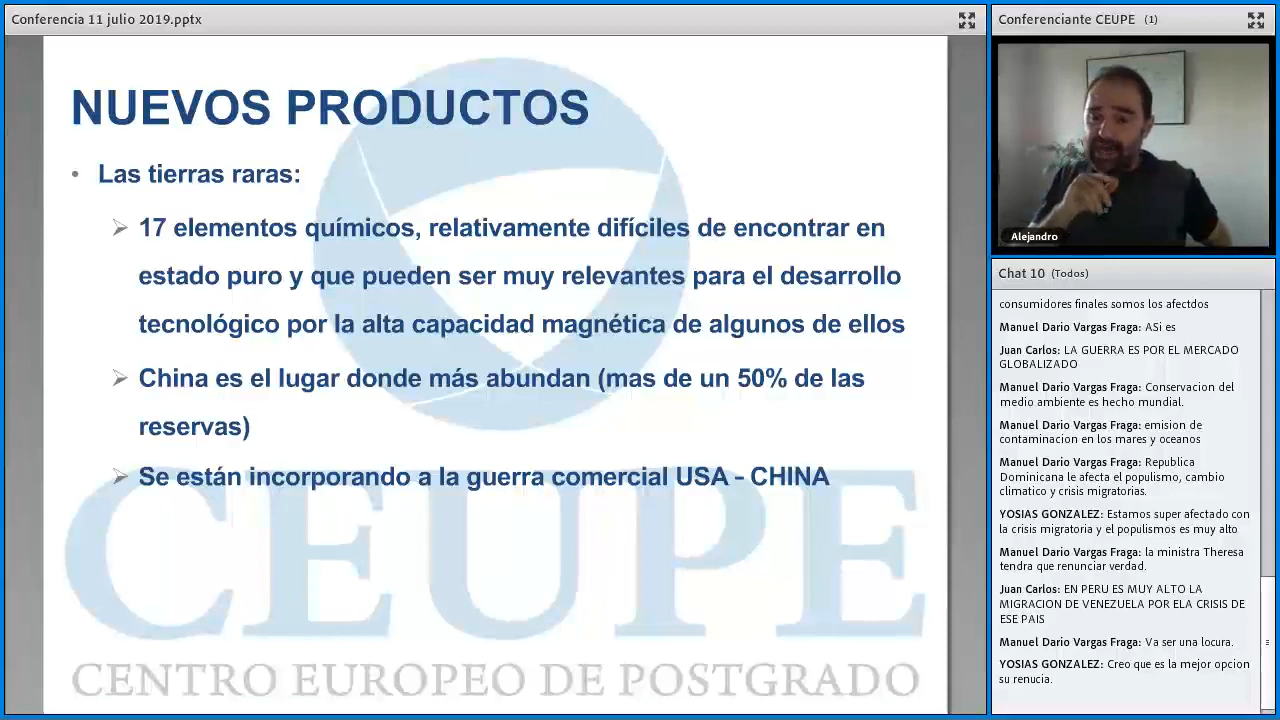 Conferencia 11 julio 2019.pptx
NUEVOS PRODUCTOS
• Las tierras raras:
17 elementos químicos, relativamente difíciles de encontrar en
estado puro y que pueden ser muy relevantes para el desarrollo
tecnológico por la alta capacidad magnética de algunos de ellos
China es el lugar donde más abundan (mas de un 50% de las
reservas)
Se están incorporando a la guerra comercial USA - CHINA
CEUPE
CENTRO EUROPEO DE POSTGRADO
Conferenciante CEUPE (1)
Alejandro
Chat 10 (Todos)
consumidores finales somos los afectdos
Manuel Dario Vargas Fraga: ASi es
Juan Carlos: LA GUERRA ES POR EL MERCADO
GLOBALIZADO
Manuel Dario Vargas Fraga: Conservacion del
medio ambiente es hecho mundial.
Manuel Dario Vargas Fraga: emision de
contaminacion en los mares y oceanos
Manuel Dario Vargas Fraga: Republica
Dominicana le afecta el populismo, cambio
climatico y crisis migratorias.
YOSIAS GONZALEZ: Estamos super afectado con
la crisis migratoria y el populismos es muy alto
Manuel Dario Vargas Fraga: la ministra Theresa
tendra que renunciar verdad.
Juan Carlos: EN PERU ES MUY ALTO LA
MIGRACION DE VENEZUELA POR ELA CRISIS DE
ESE PAIS
Manuel Dario Vargas Fraga: Va ser una locura.
YOSIAS GONZALEZ: Creo que es la mejor opcion
su renucia.